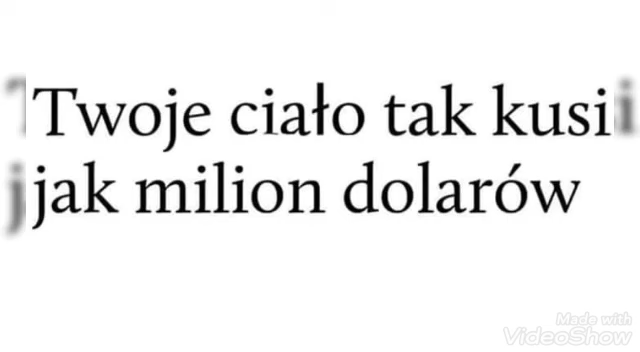 Twoje ciało tak kusi
jak milion dolarów
Made with
VideoShow